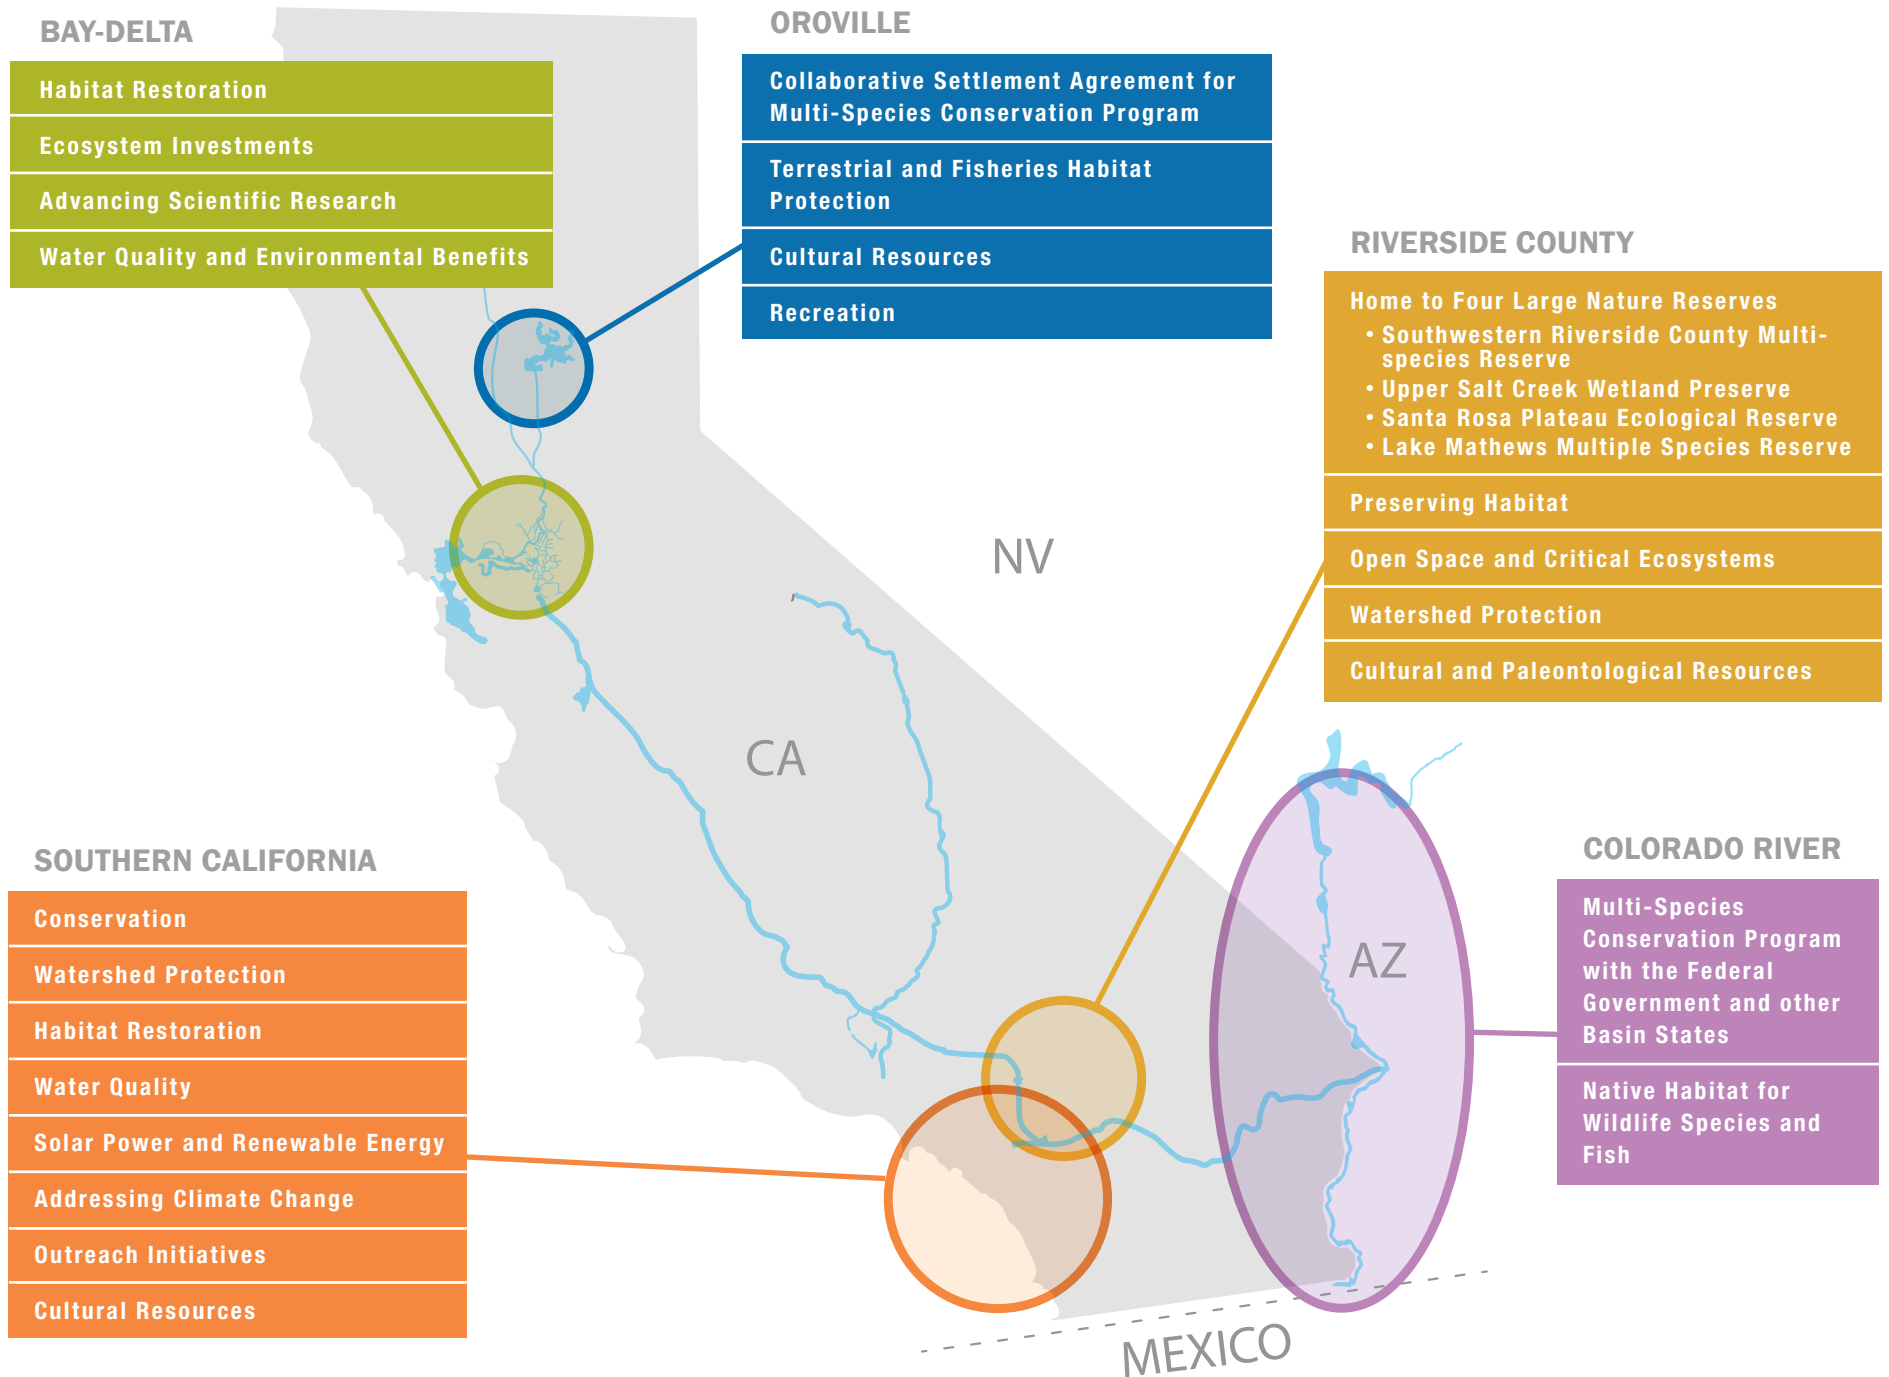 BAY-DELTA
Habitat Restoration
Ecosystem Investments
Advancing Scientific Research
Water Quality and Environmental Benefits
OROVILLE
Collaborative Settlement Agreement for
Multi-Species Conservation Program
Terrestrial and Fisheries Habitat
Protection
Cultural Resources
Recreation
RIVERSIDE COUNTY
Home to Four Large Nature Reserves
• Southwestern Riverside County Multi-
species Reserve
• Upper Salt Creek Wetland Preserve
• Santa Rosa Plateau Ecological Reserve
• Lake Mathews Multiple Species Reserve
Preserving Habitat
Open Space and Critical Ecosystems
Watershed Protection
Cultural and Paleontological Resources
NV
CA
AZ
SOUTHERN CALIFORNIA
Conservation
Watershed Protection
Habitat Restoration
Water Quality
Solar Power and Renewable Energy
Addressing Climate Change
Outreach Initiatives
Cultural Resources
COLORADO RIVER
Multi-Species
Conservation Program
with the Federal
Government and other
Basin States
Native Habitat for
Wildlife Species and
Fish
MEXICO